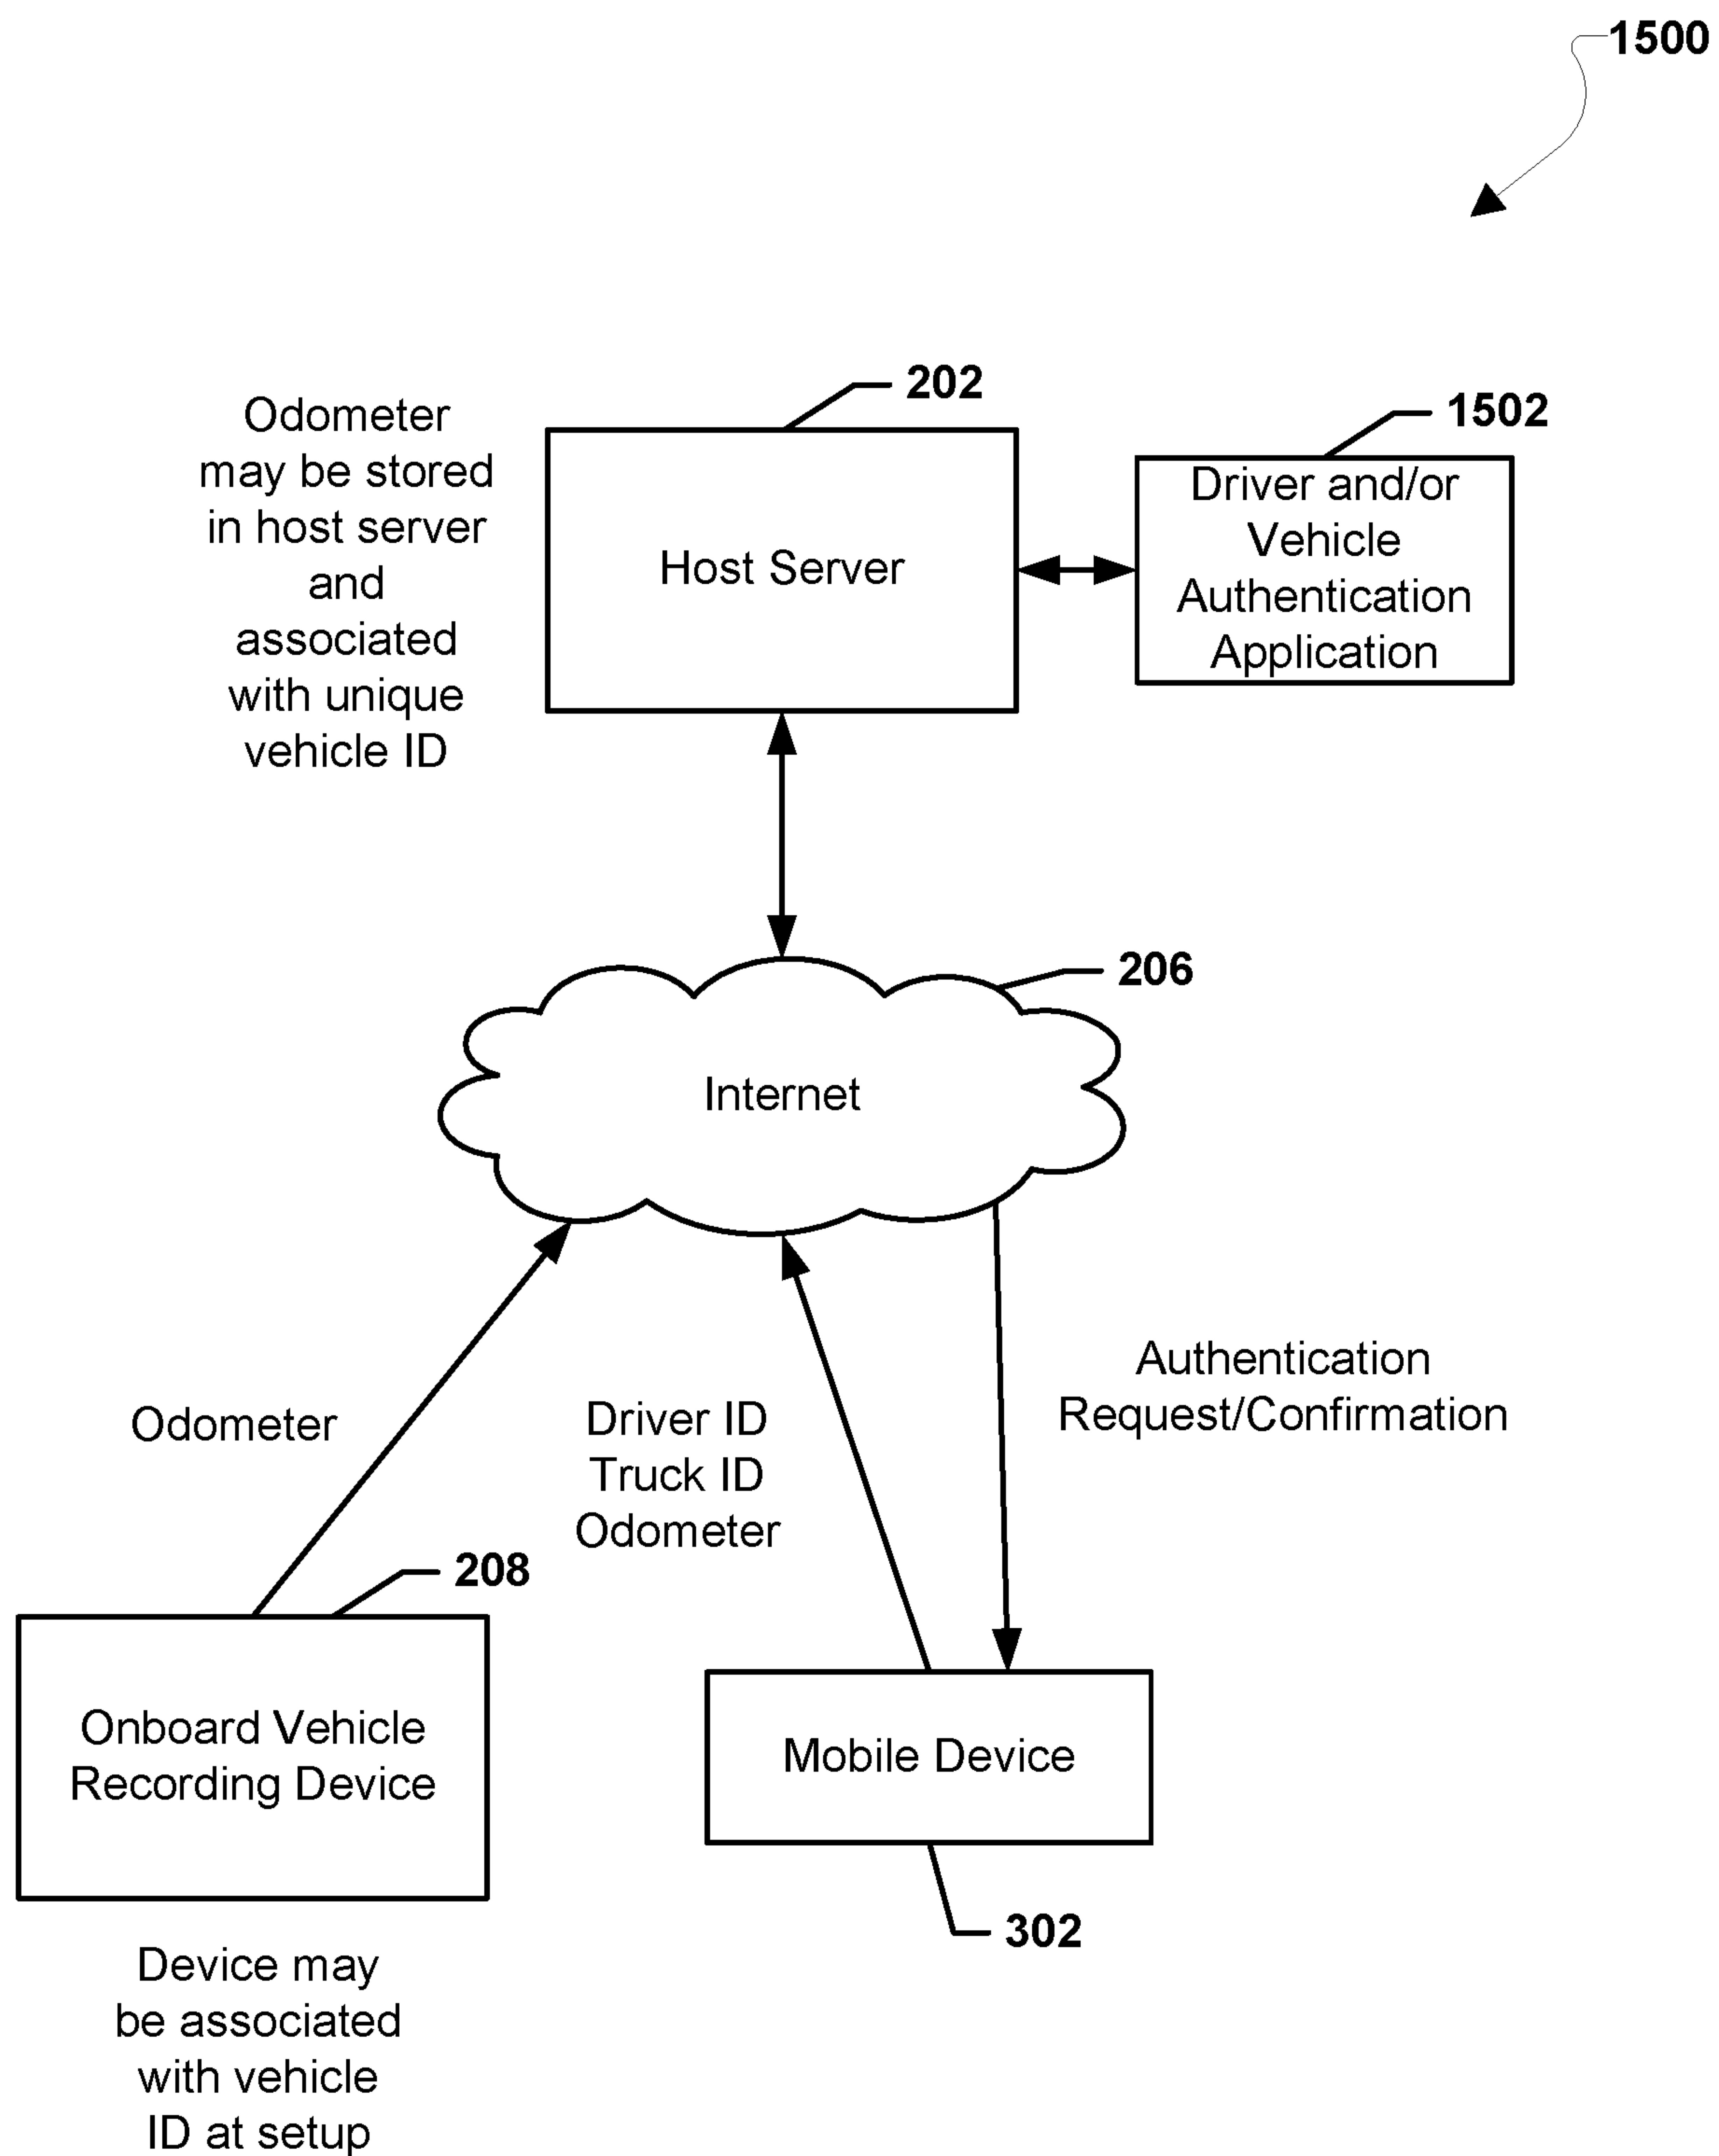 1500
202
1502
Odometer
may be stored
in host server
and
associated
with unique
vehicle ID
Host Server
Driver and/or
Vehicle
Authentication
Application
206
Internet
Odometer
Driver ID
Truck ID
Odometer
Authentication
Request/Confirmation
208
Onboard Vehicle
Recording Device
Mobile Device
302
Device may
be associated
with vehicle
ID at setup